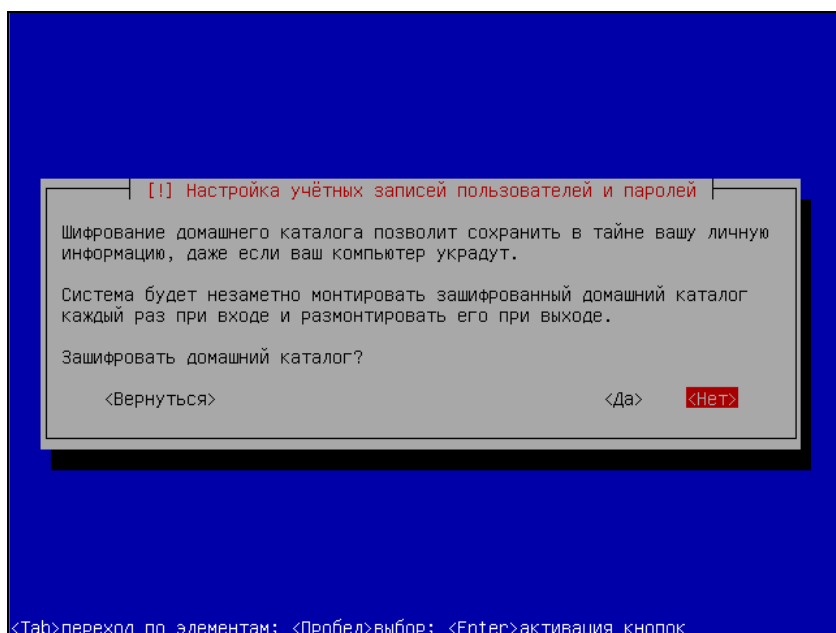 [!] Настройка учётных записей пользователей и паролей
Шифрование домашнего каталога позволит сохранить в тайне вашу личную
информацию, даже если ваш компьютер украдут.
Система будет незаметно монтировать зашифрованный домашний каталог
каждый раз при входе и размонтировать его при выходе.
Зашифровать домашний каталог?
<Вернуться> <Да> <Нет>
<Tab>переход по элементам; <Пробел>выбор; <Enter>активация кнопок